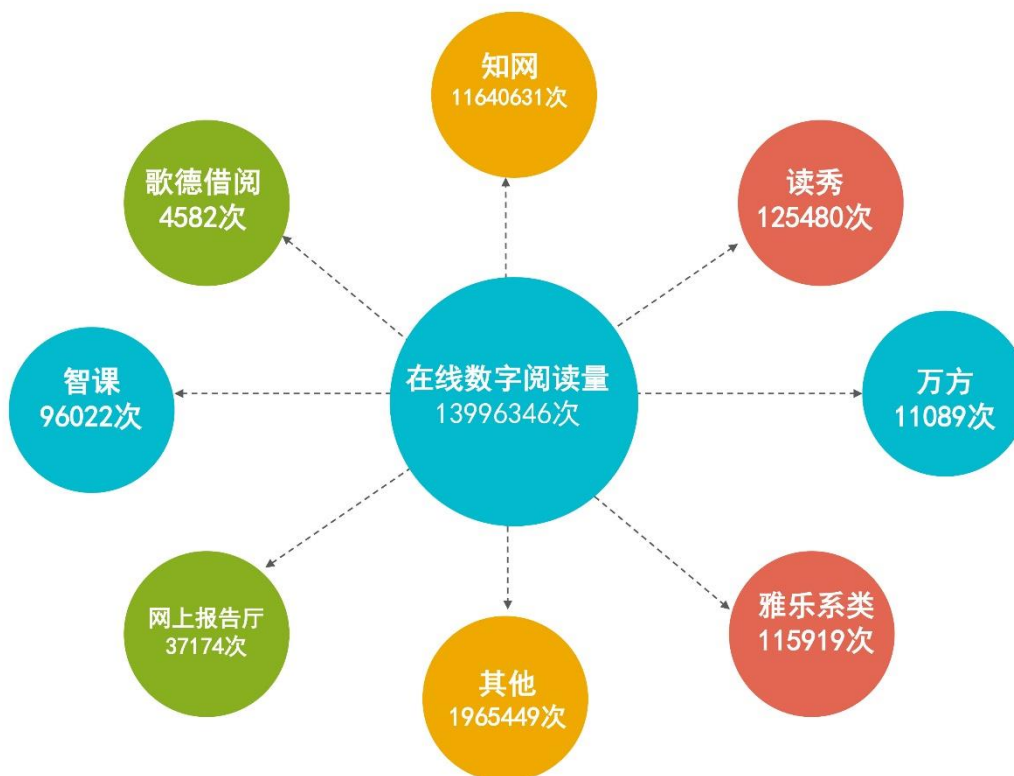 知网
11640631次
歌德借阅
4582次
读秀
125480次
智课
96022次
在线数字阅读量
13996346次
万方
11089次
网上报告厅
37174次
其他
1965449次
雅乐系类
115919次